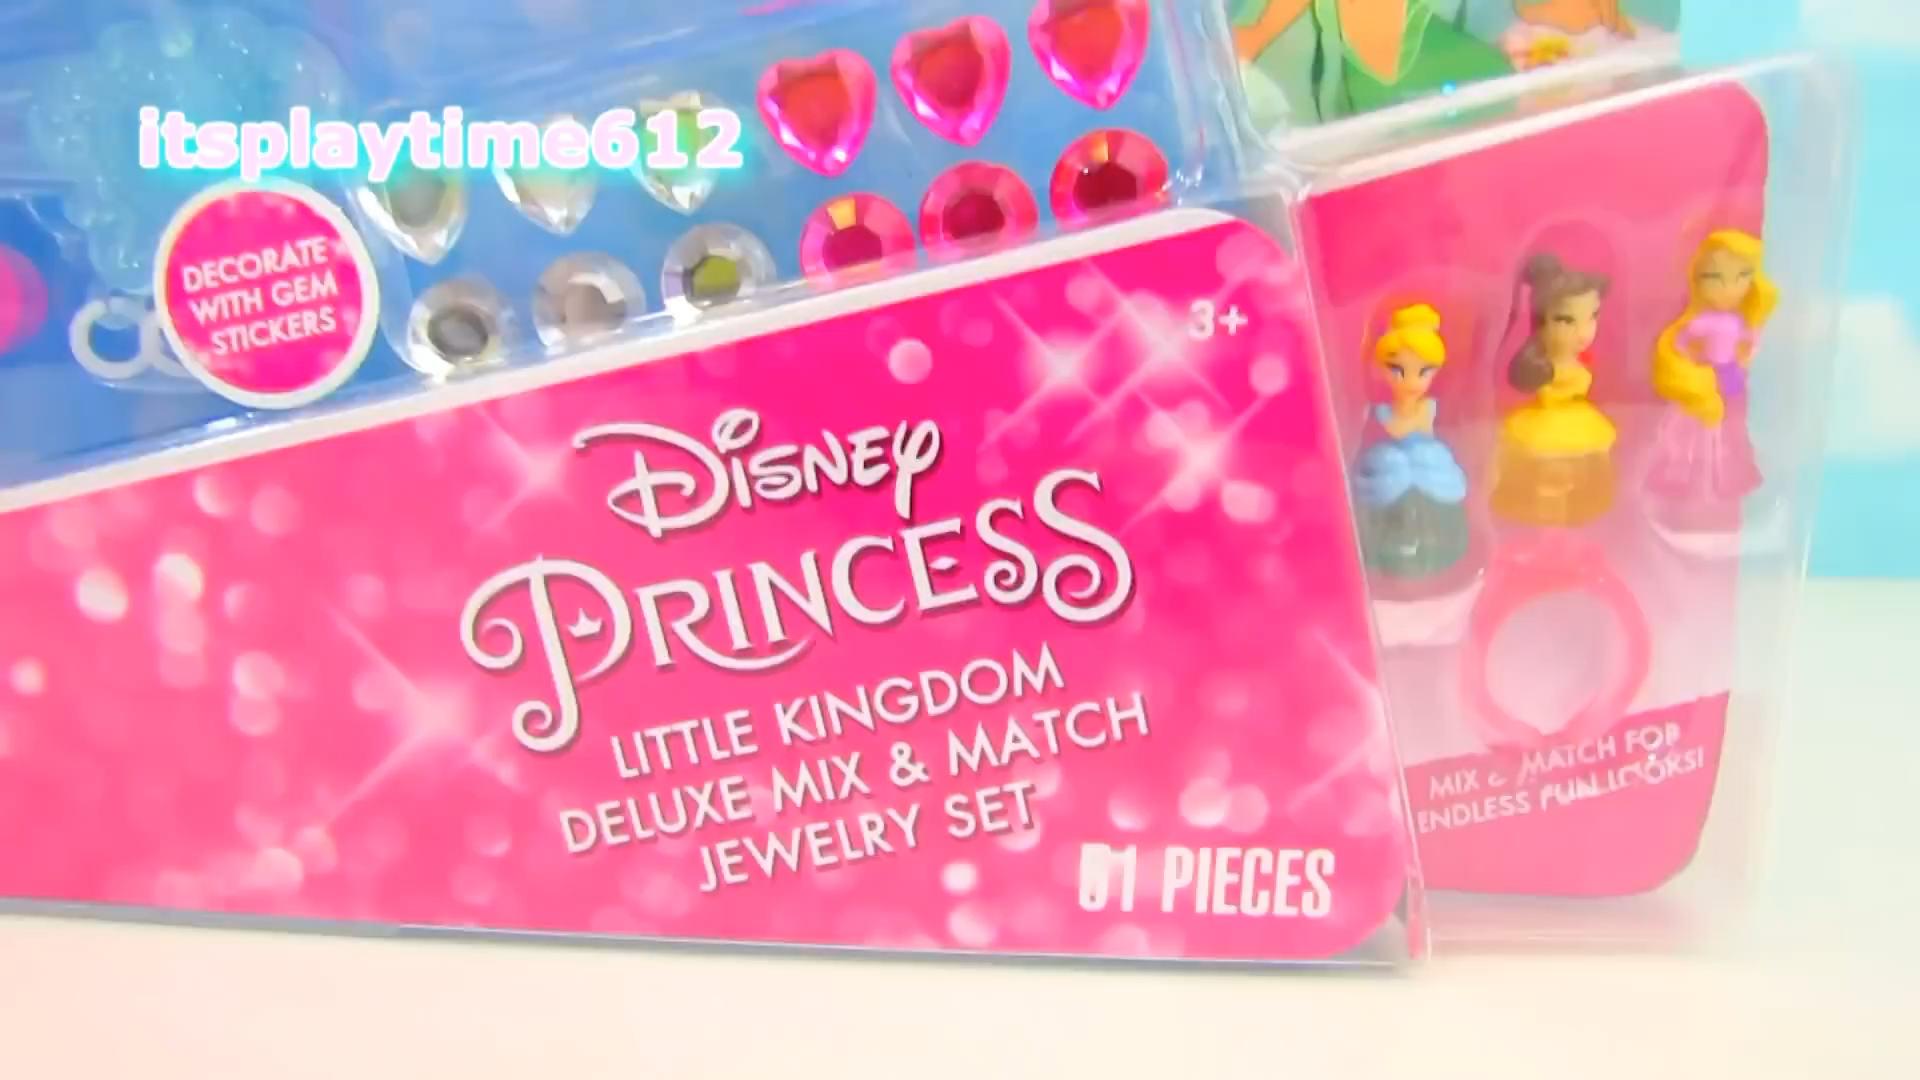 itsplaytime612
DECORATE
WITH GEM
STICKERS
3+
DISNEY
PRINCESS
LITTLE KINGDOM
DELUXE MIX & MATCH
JEWELRY SET
PIECES
MIX & MATCH FOR
ENDLESS FUN LOOKS!